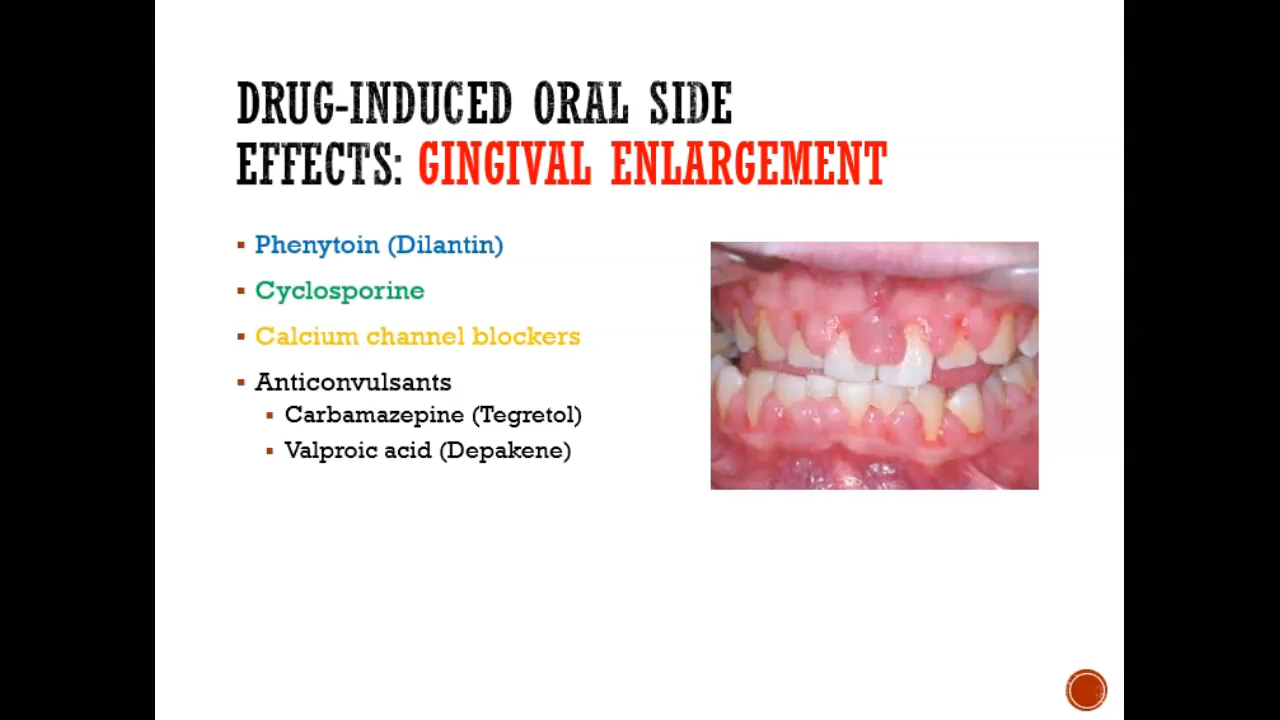 DRUG-INDUCED ORAL SIDE
EFFECTS: GINGIVAL ENLARGEMENT
Phenytoin (Dilantin)
Cyclosporine
Calcium channel blockers
Anticonvulsants
Carbamazepine (Tegretol)
Valproic acid (Depakene)